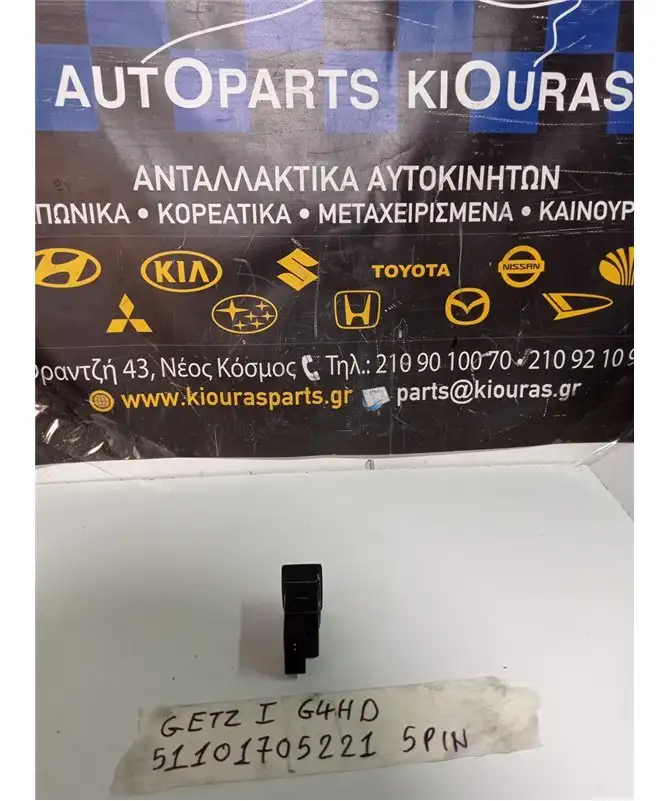 AUTOPARTS KIOURAS
ΑΝΤΑΛΛΑΚΤΙΚΑ ΑΥΤΟΚΙΝΗΤΩΝ
ΠΩΝΙΚΑ • ΚΟΡΕΑΤΙΚΑ • ΜΕΤΑΧΕΙΡΙΣΜΕΝΑ • ΚΑΙΝΟΥΡ
KIA TOYOTA NISSAN
Φραντζή 43, Νέος Κόσμος Τηλ.: 210 90 100 70 - 210 92 10 9
www.kiourasparts.gr parts@kiouras.gr
GETZ I G4HD
51101705221 5PIN